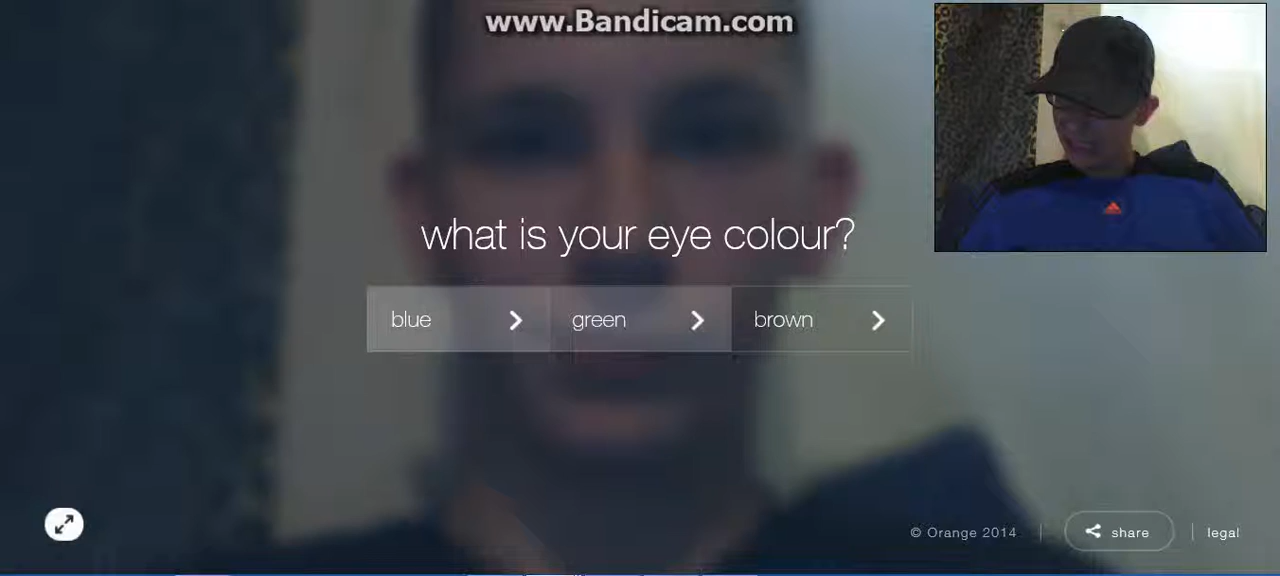 www.Bandicam.com
what is your eye colour?
blue
green
brown
© Orange 2014
share
legal